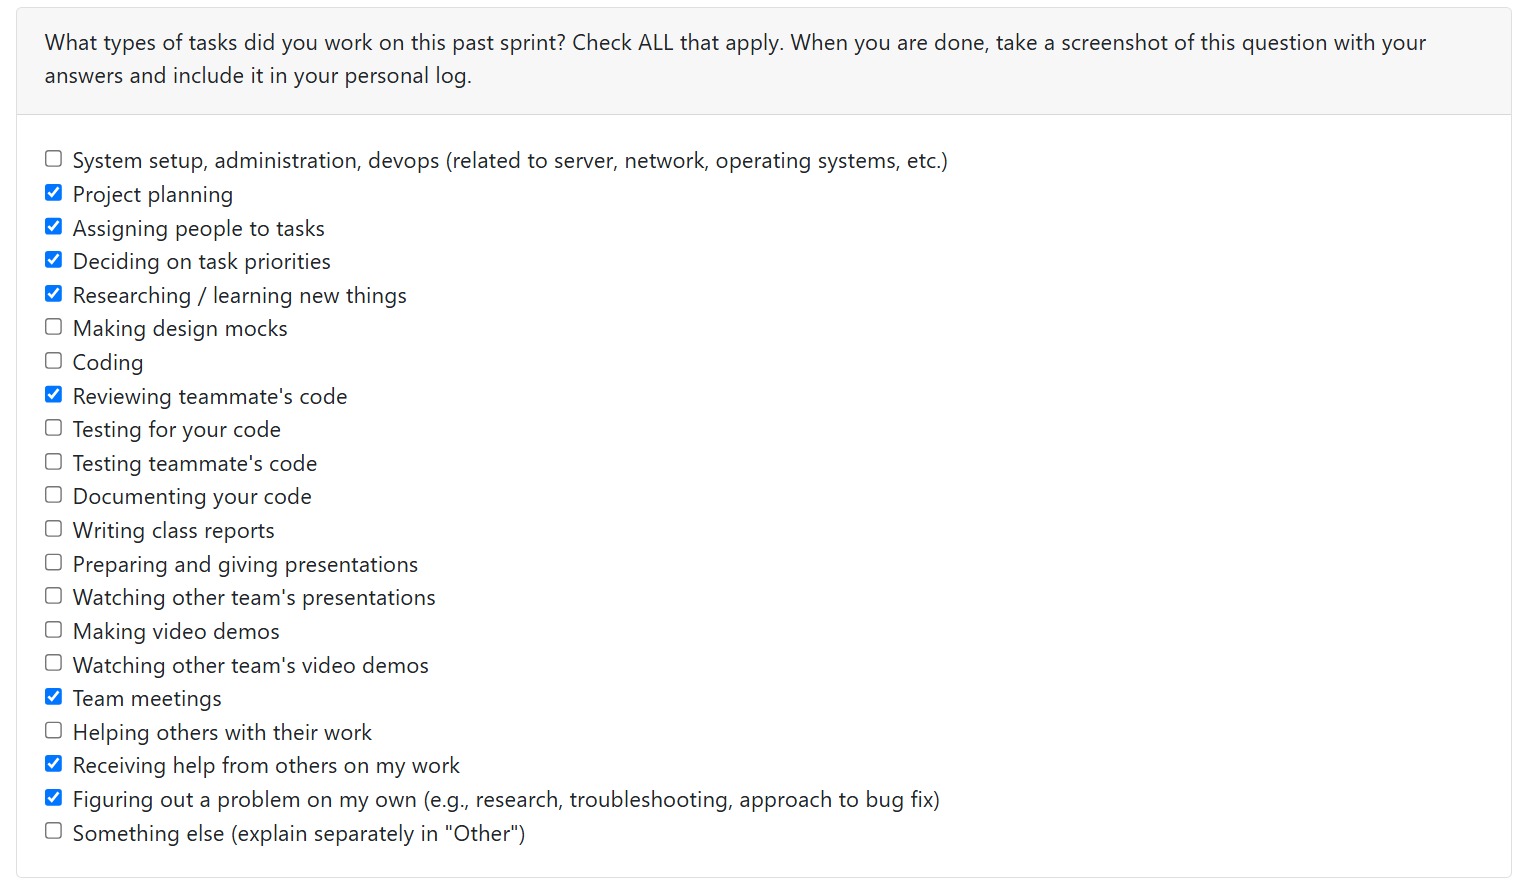 What types of tasks did you work on this past sprint? Check ALL that apply. When you are done, take a screenshot of this question with your
answers and include it in your personal log.
System setup, administration, devops (related to server, network, operating systems, etc.)
Project planning
Assigning people to tasks
Deciding on task priorities
Researching / learning new things
Making design mocks
Coding
Reviewing teammate's code
Testing for your code
Testing teammate's code
Documenting your code
Writing class reports
Preparing and giving presentations
Watching other team's presentations
Making video demos
Watching other team's video demos
Team meetings
Helping others with their work
Receiving help from others on my work
Figuring out a problem on my own (e.g., research, troubleshooting, approach to bug fix)
Something else (explain separately in "Other")